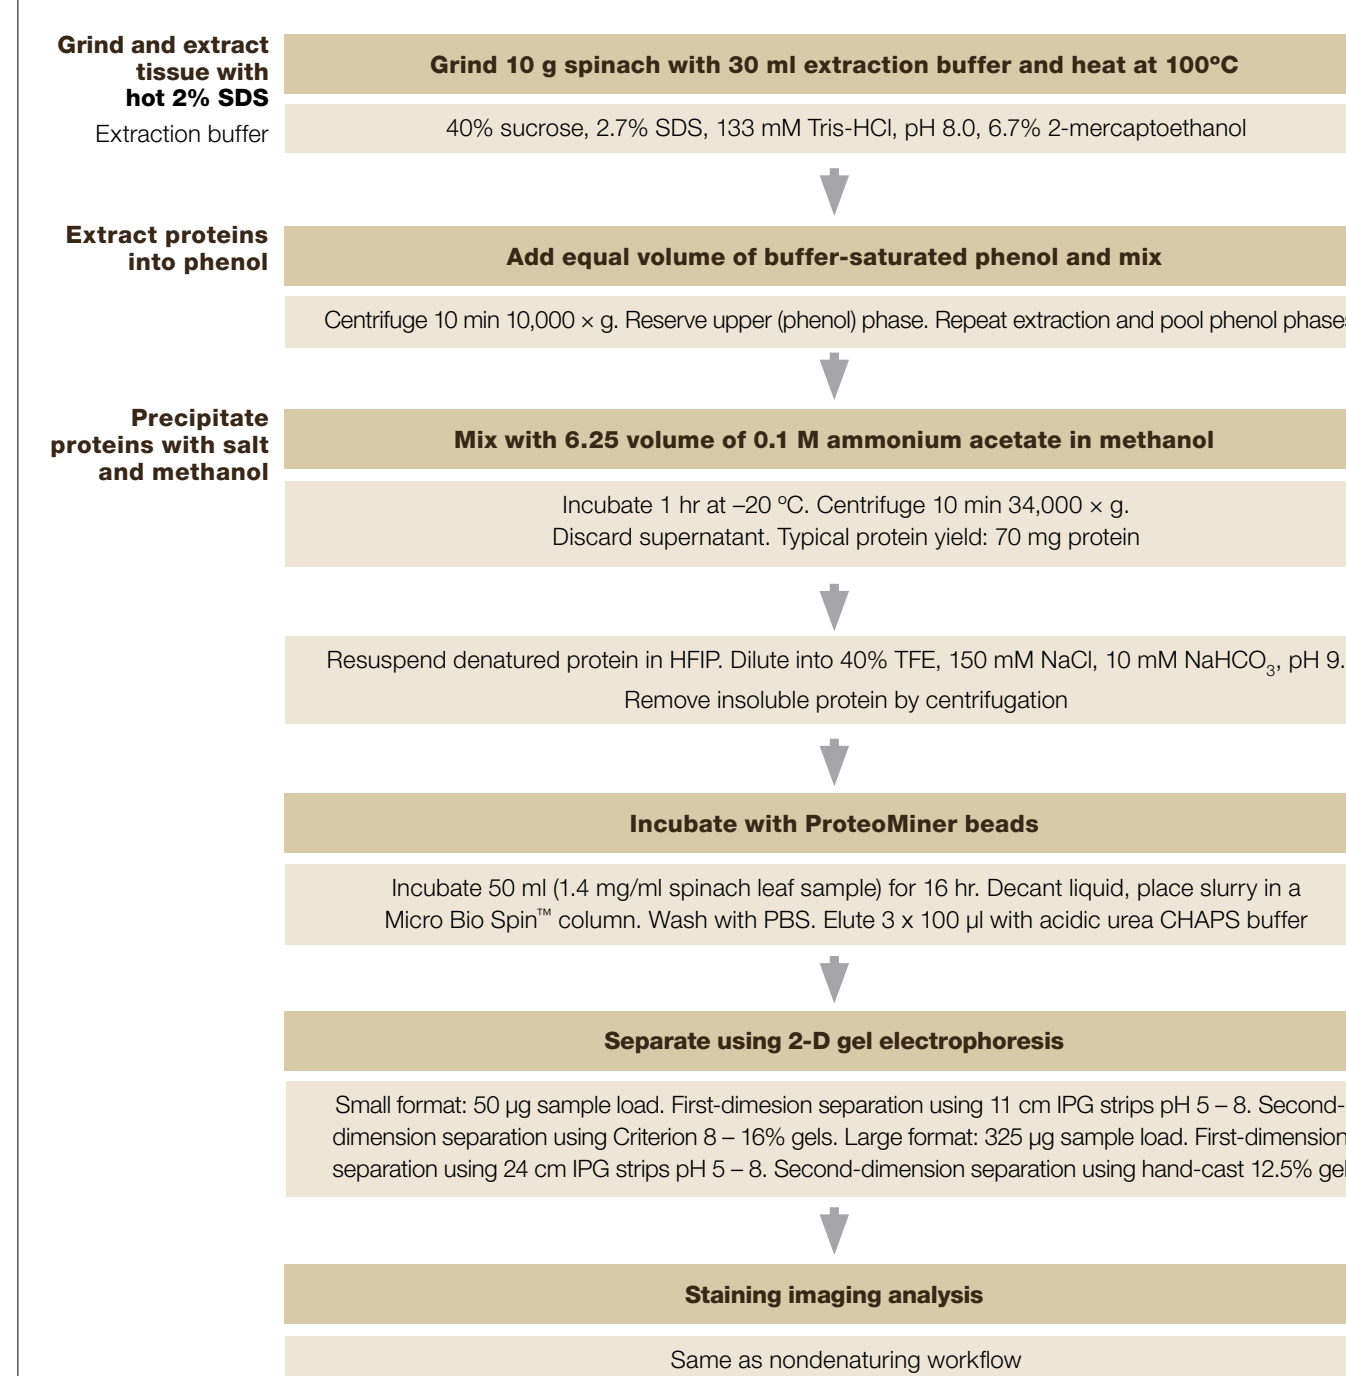 Grind and extract
tissue with
hot 2% SDS
Extraction buffer
Grind 10 g spinach with 30 ml extraction buffer and heat at 100ºC
40% sucrose, 2.7% SDS, 133 mM Tris-HCl, pH 8.0, 6.7% 2-mercaptoethanol
Extract proteins
into phenol
Add equal volume of buffer-saturated phenol and mix
Centrifuge 10 min 10,000 × g. Reserve upper (phenol) phase. Repeat extraction and pool phenol phases
Precipitate
proteins with salt
and methanol
Mix with 6.25 volume of 0.1 M ammonium acetate in methanol
Incubate 1 hr at –20 ºC. Centrifuge 10 min 34,000 × g.
Discard supernatant. Typical protein yield: 70 mg protein
Resuspend denatured protein in HFIP. Dilute into 40% TFE, 150 mM NaCl, 10 mM NaHCO₃, pH 9.
Remove insoluble protein by centrifugation
Incubate with ProteoMiner beads
Incubate 50 ml (1.4 mg/ml spinach leaf sample) for 16 hr. Decant liquid, place slurry in a
Micro Bio Spin™ column. Wash with PBS. Elute 3 x 100 µl with acidic urea CHAPS buffer
Separate using 2-D gel electrophoresis
Small format: 50 µg sample load. First-dimesion separation using 11 cm IPG strips pH 5 – 8. Second-
dimension separation using Criterion 8 – 16% gels. Large format: 325 µg sample load. First-dimension
separation using 24 cm IPG strips pH 5 – 8. Second-dimension separation using hand-cast 12.5% gel
Staining imaging analysis
Same as nondenaturing workflow